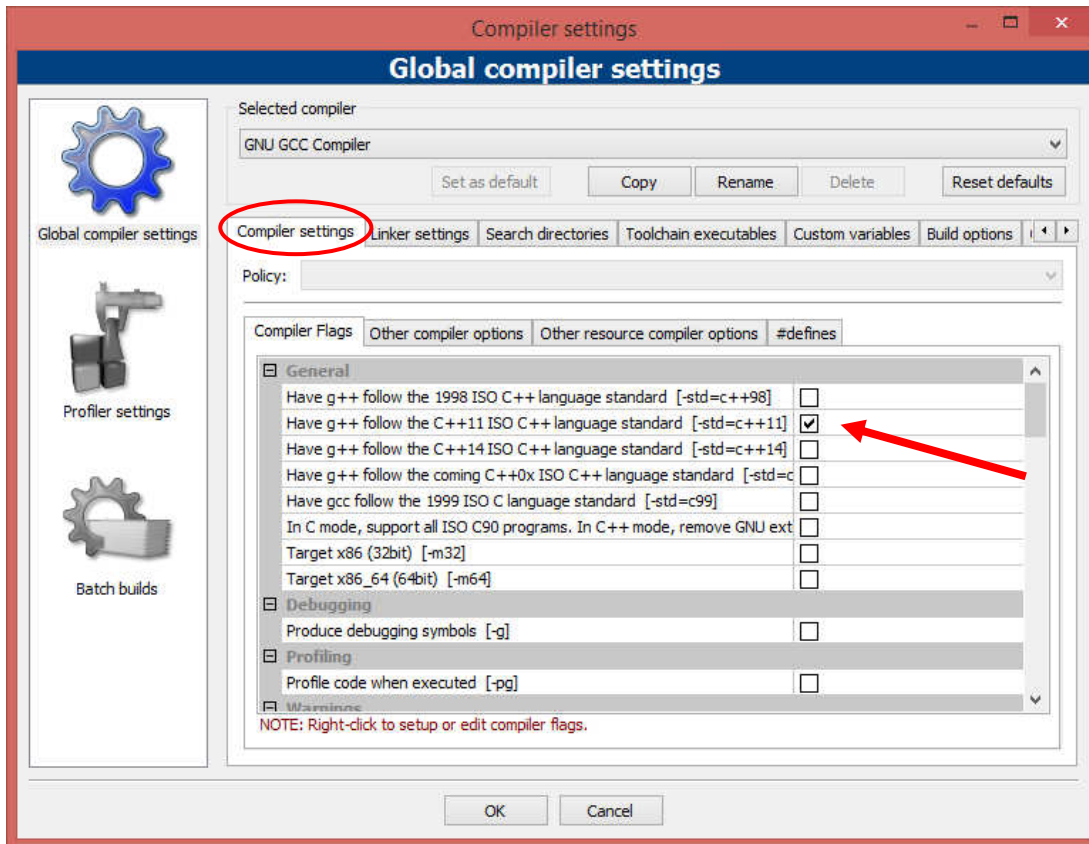 Compiler settings
Global compiler settings
Selected compiler
GNU GCC Compiler
Set as default Copy Rename Delete Reset defaults
Global compiler settings
Compiler settings Linker settings Search directories Toolchain executables Custom variables Build options
Policy:
Compiler Flags Other compiler options Other resource compiler options #defines
General
Have g++ follow the 1998 ISO C++ language standard [-std=c++98]
Have g++ follow the C++11 ISO C++ language standard [-std=c++11]
Have g++ follow the C++14 ISO C++ language standard [-std=c++14]
Have g++ follow the coming C++0x ISO C++ language standard [-std=c
Have gcc follow the 1999 ISO C language standard [-std=c99]
In C mode, support all ISO C90 programs. In C++ mode, remove GNU ext
Target x86 (32bit) [-m32]
Target x86_64 (64bit) [-m64]
Debugging
Produce debugging symbols [-g]
Profiling
Profile code when executed [-pg]
Warnings
NOTE: Right-click to setup or edit compiler flags.
Profiler settings
Batch builds
OK Cancel